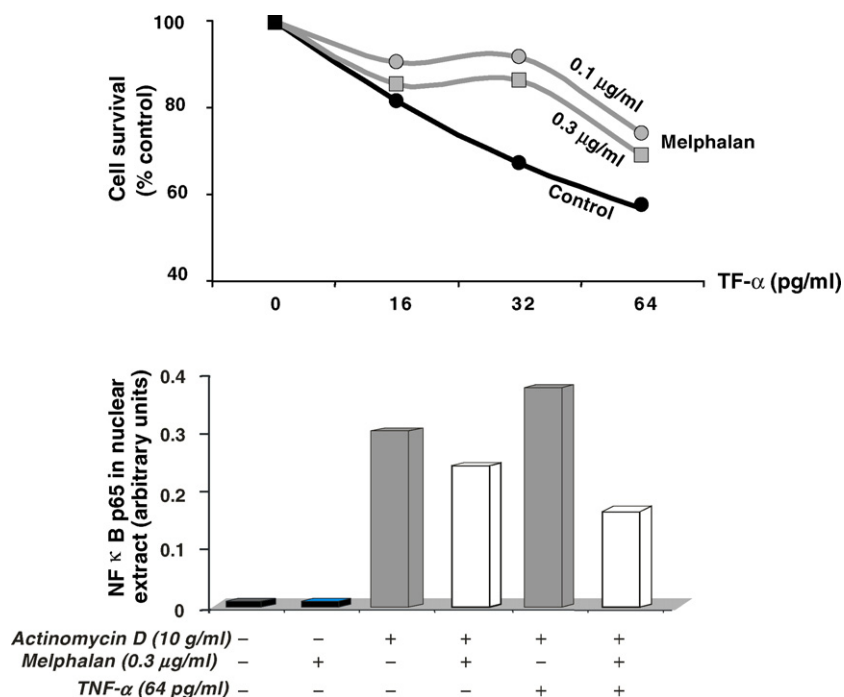 Cell survival
(% control)
100
80
60
40
0.1 µg/ml
0.3 µg/ml
Melphalan
Control
0 16 32 64
TF-α (pg/ml)
NF κ B p65 in nuclear
extract (arbitrary units)
0.4
0.3
0.2
0.1
0
Actinomycin D (10 g/ml) – – + + + +
Melphalan (0.3 µg/ml) – + – + – +
TNF-α (64 pg/ml) – – – – + +